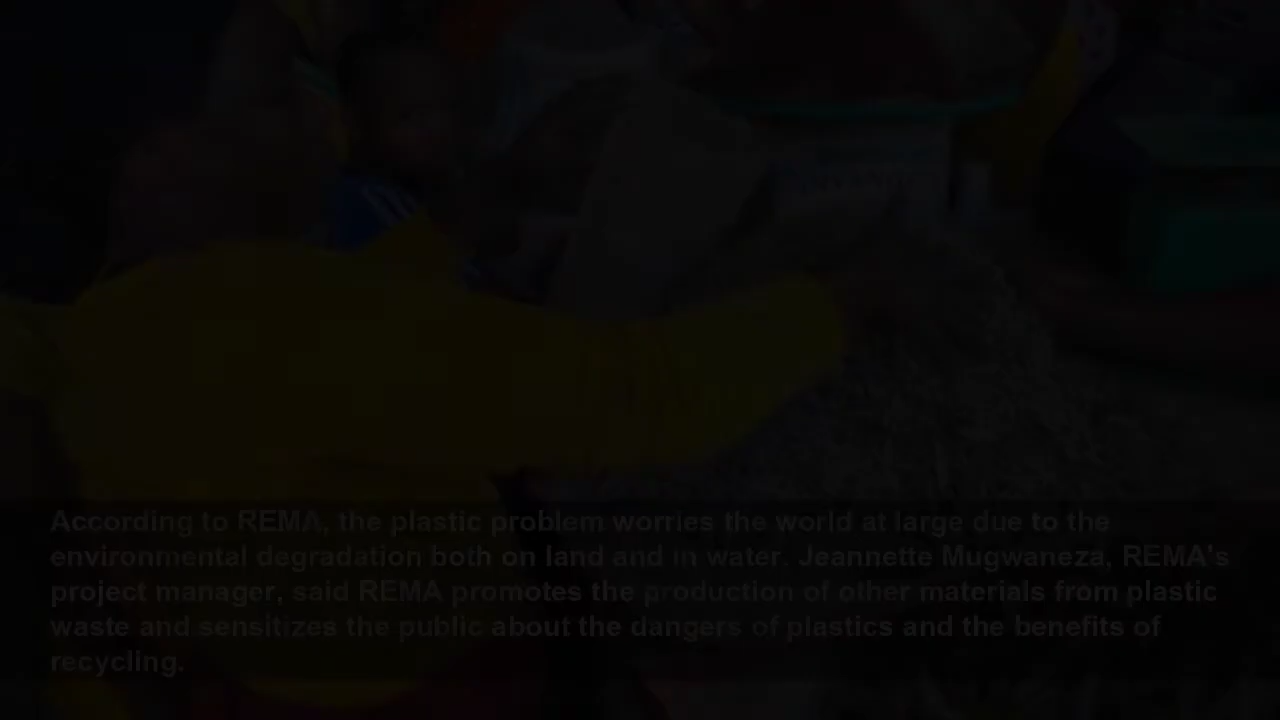 According to REMA, the plastic problem worries the world at large due to the
environmental degradation both on land and in water. Jeannette Mugwaneza, REMA's
project manager, said REMA promotes the production of other materials from plastic
waste and sensitizes the public about the dangers of plastics and the benefits of
recycling.